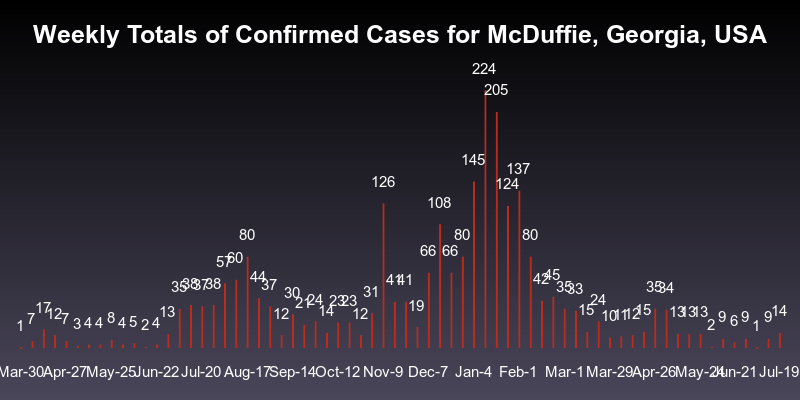 Weekly Totals of Confirmed Cases for McDuffie, Georgia, USA
1 7 17 12 7 3 4 4 8 4 5 2 4 13 35 38 37 38 57 60 80 44 37 12 30 21 24 14 23 23 12 31 126 41 41 19 66 108 66 80 145 224 205 124 137 80 42 45 35 33 15 24 10 11 12 15 35 34 13 13 13 2 9 6 9 1 9 14
Mar-30 Apr-27 May-25 Jun-22 Jul-20 Aug-17 Sep-14 Oct-12 Nov-9 Dec-7 Jan-4 Feb-1 Mar-1 Mar-29 Apr-26 May-24 Jun-21 Jul-19